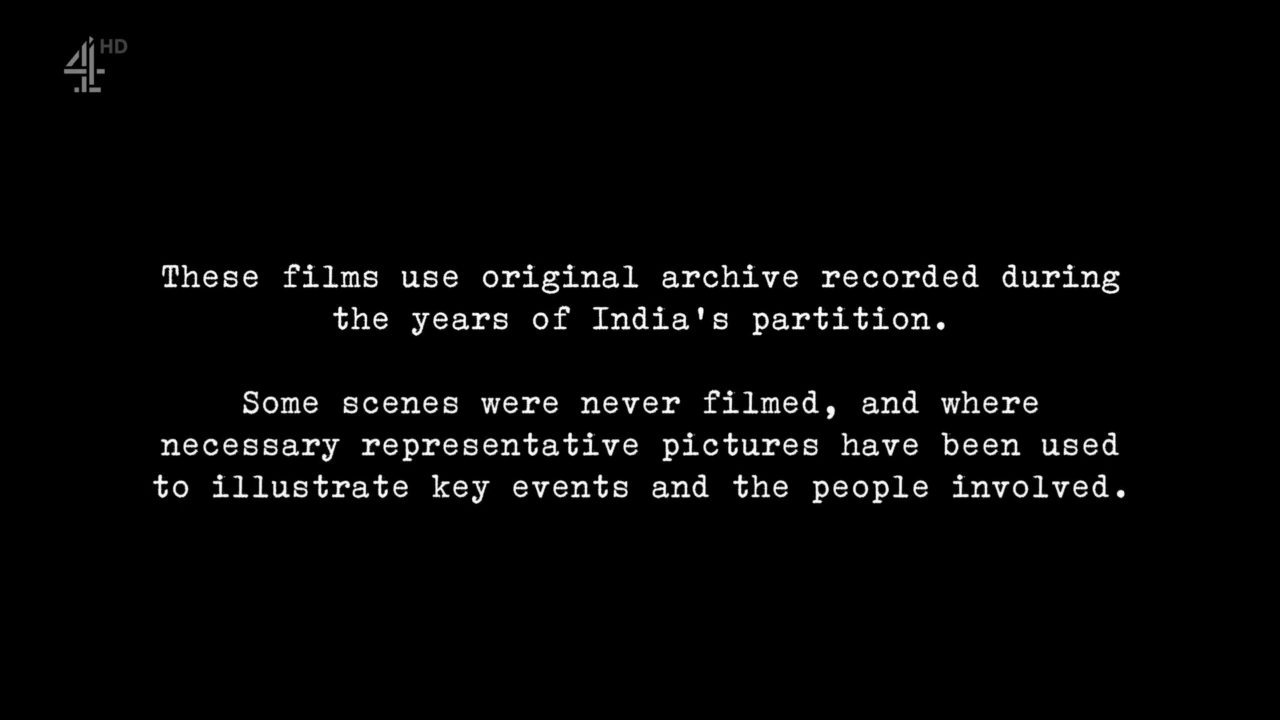 4 HD
These films use original archive recorded during
the years of India's partition.
Some scenes were never filmed, and where
necessary representative pictures have been used
to illustrate key events and the people involved.